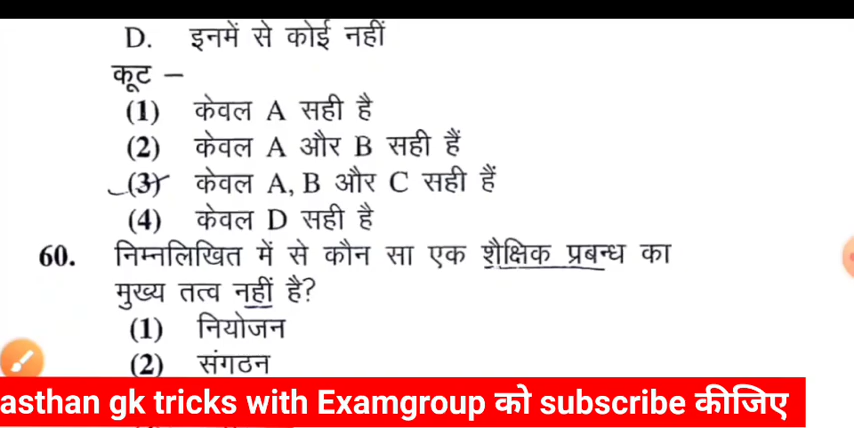 D. इनमें से कोई नहीं
कूट –
(1) केवल A सही है
(2) केवल A और B सही हैं
(3) केवल A, B और C सही हैं
(4) केवल D सही है
60. निम्नलिखित में से कौन सा एक शैक्षिक प्रबन्ध का
मुख्य तत्व नहीं है?
(1) नियोजन
(2) संगठन
asthan gk tricks with Examgroup को subscribe कीजिए